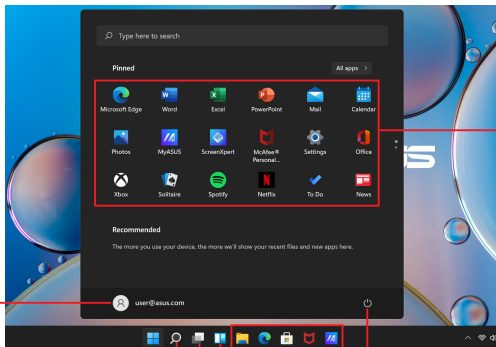 Type here to search
Pinned
All apps >
Microsoft Edge
Word
Excel
PowerPoint
Mail
Calendar
Photos
MyASUS
ScreenXpert
McAfee®
Personal...
Settings
Office
Xbox
Solitaire
Spotify
Netflix
To Do
News
Recommended
The more you use your device, the more we'll show your recent files and new apps here.
user@asus.com